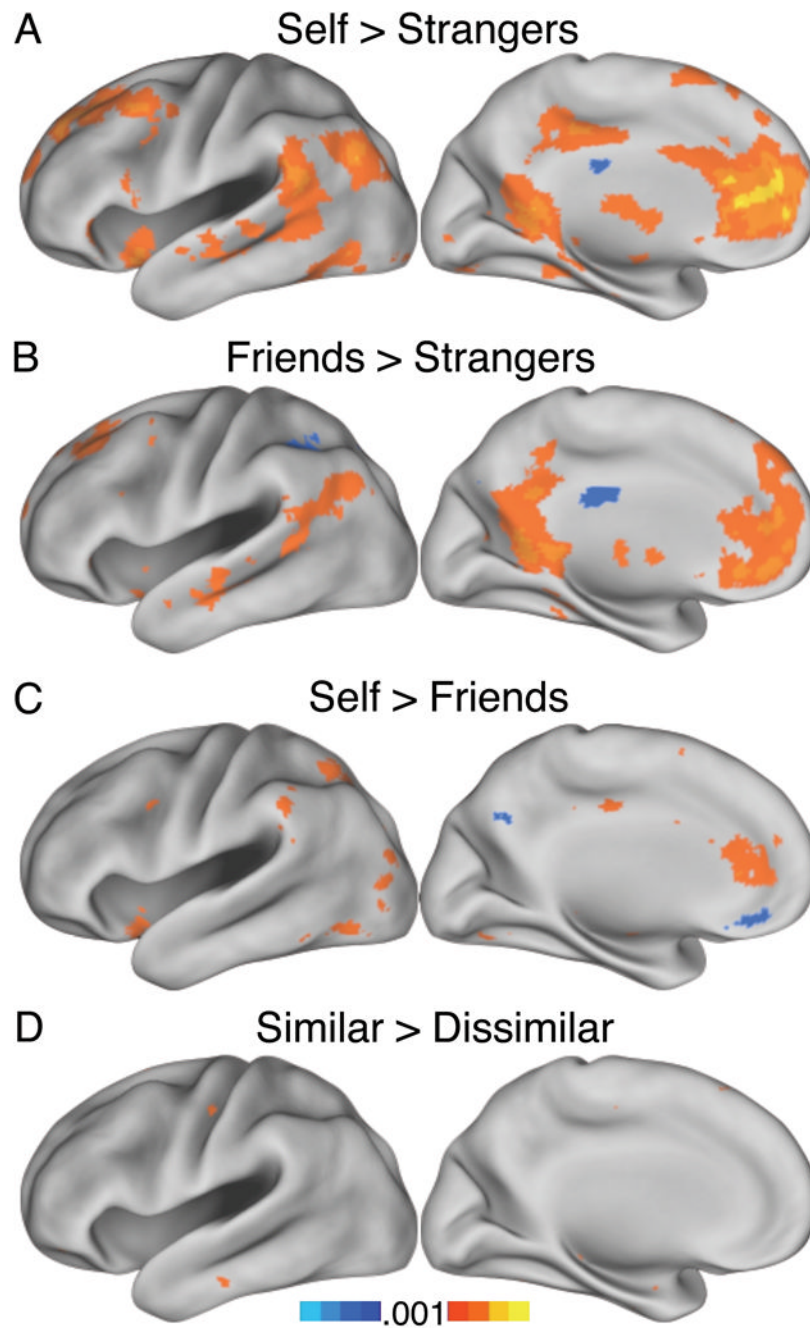 A Self > Strangers
B Friends > Strangers
C Self > Friends
D Similar > Dissimilar
.001